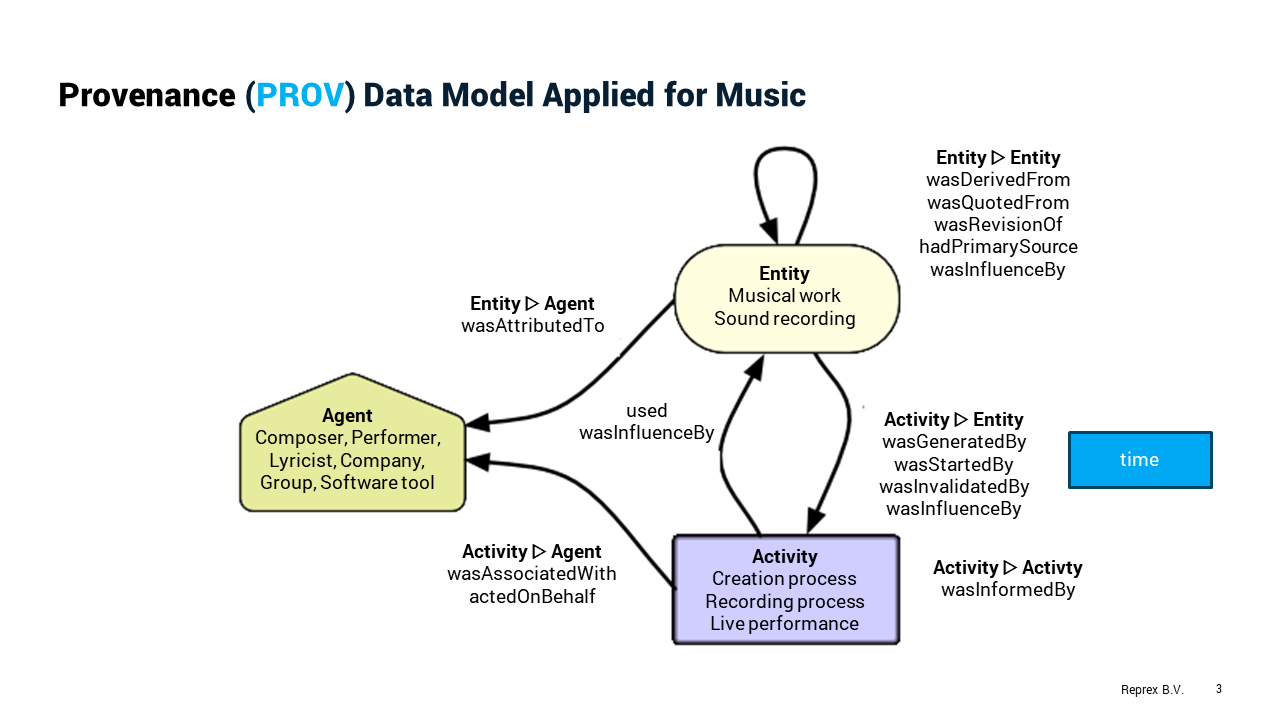 Provenance (PROV) Data Model Applied for Music
Entity ▷ Entity
wasDerivedFrom
wasQuotedFrom
wasRevisionOf
hadPrimarySource
wasInfluenceBy
Entity
Musical work
Sound recording
Entity ▷ Agent
wasAttributedTo
Agent
Composer, Performer,
Lyricist, Company,
Group, Software tool
used
wasInfluenceBy
Activity ▷ Entity
wasGeneratedBy
wasStartedBy
wasInvalidatedBy
wasInfluenceBy
time
Activity ▷ Agent
wasAssociatedWith
actedOnBehalf
Activity
Creation process
Recording process
Live performance
Activity ▷ Activty
wasInformedBy
Reprex B.V.
3